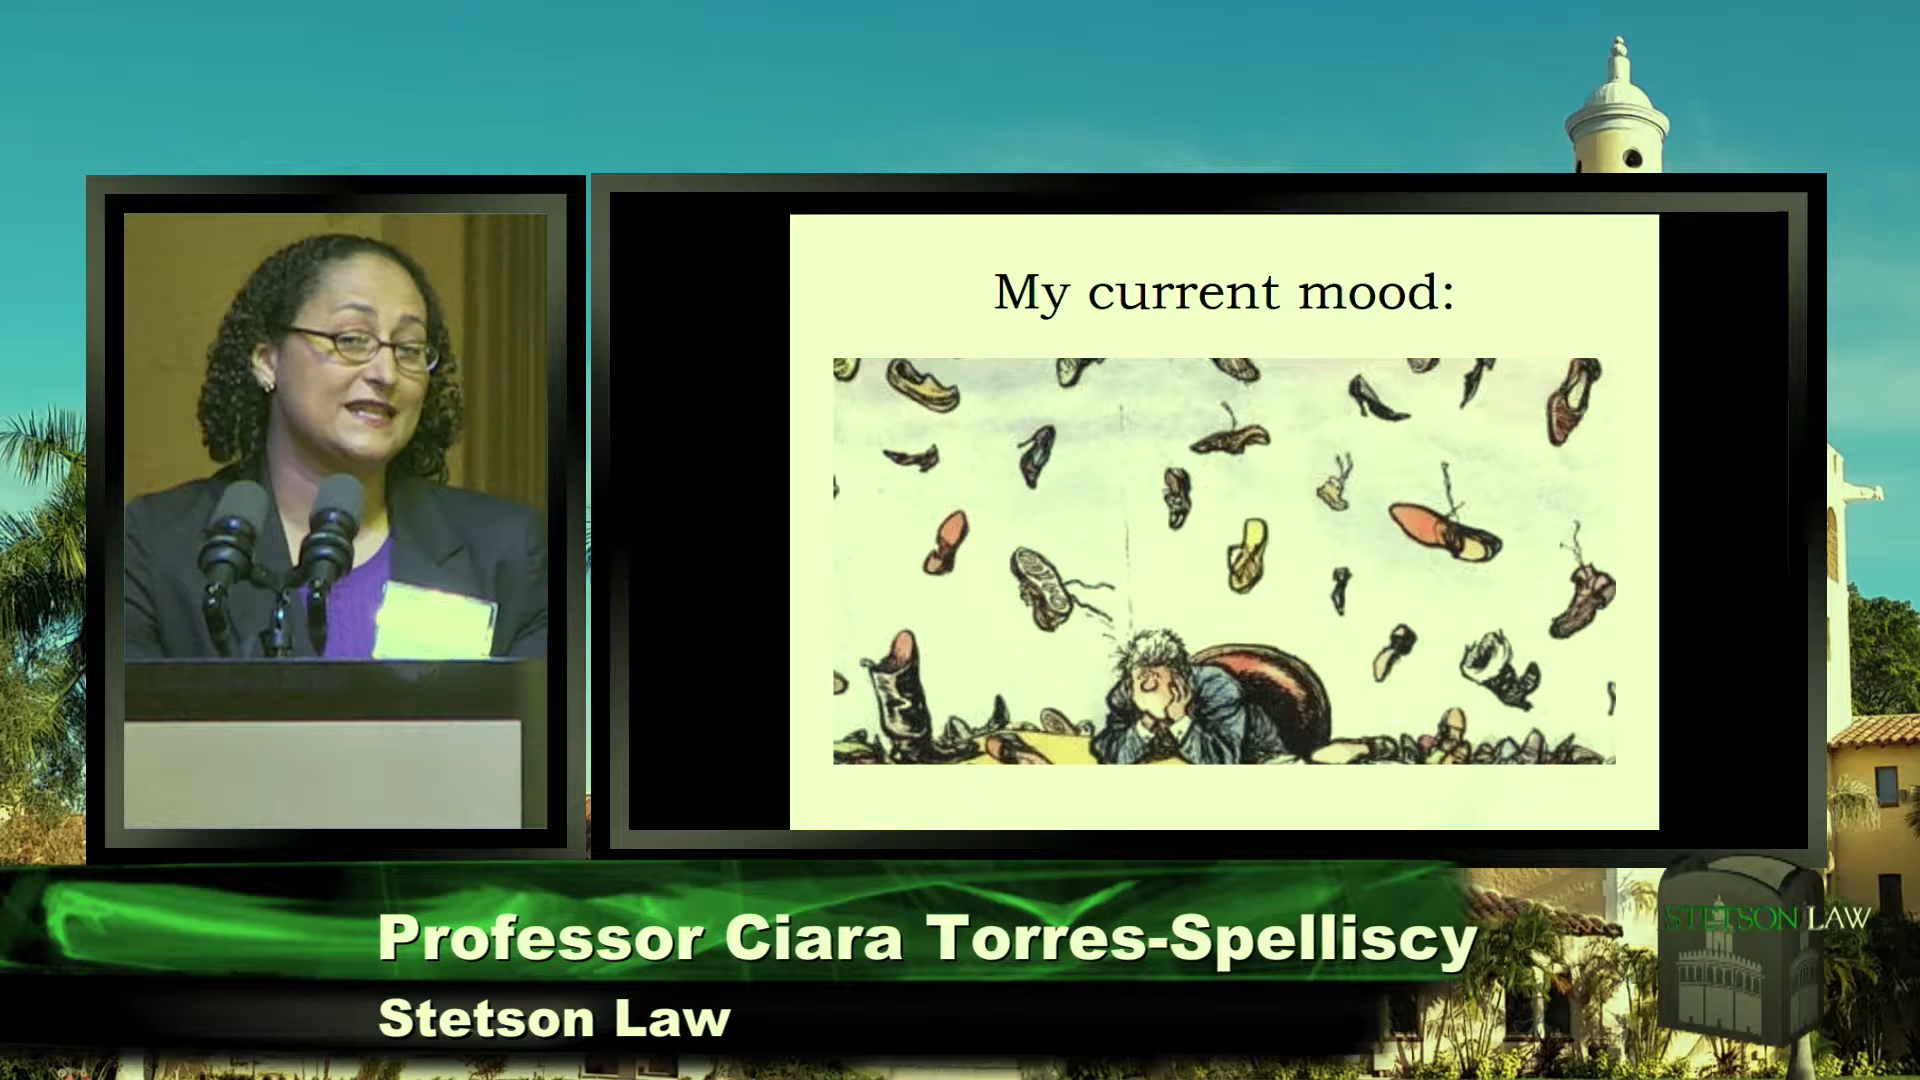 My current mood:
Professor Ciara Torres-Spelliscy
Stetson Law
STETSON LAW